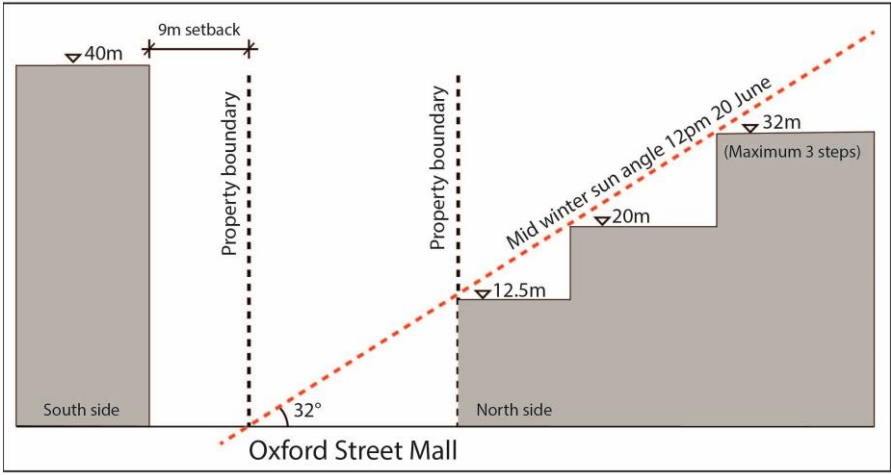 9m setback
40m
Property boundary
Property boundary
Mid winter sun angle 12pm 20 June
32m
(Maximum 3 steps)
20m
12.5m
South side
32°
North side
Oxford Street Mall